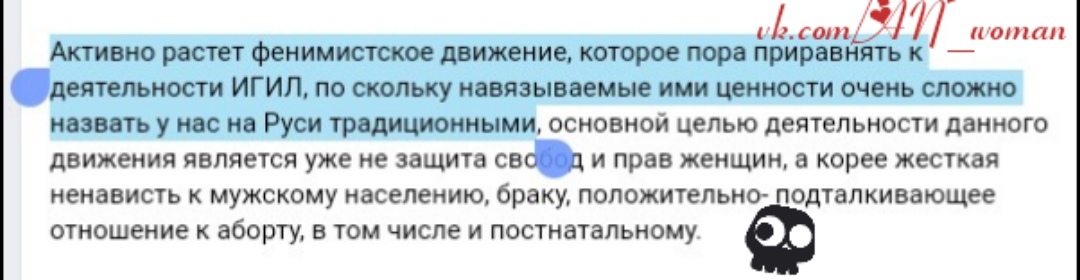 vk.com/AN_woman
Активно растет фенимистское движение, которое пора приравнять к
деятельности ИГИЛ, по скольку навязываемые ими ценности очень сложно
назвать у нас на Руси традиционными, основной целью деятельности данного
движения является уже не защита свобод и прав женщин, а корее жесткая
ненависть к мужскому населению, браку, положительно- подталкивающее
отношение к аборту, в том числе и постнатальному.